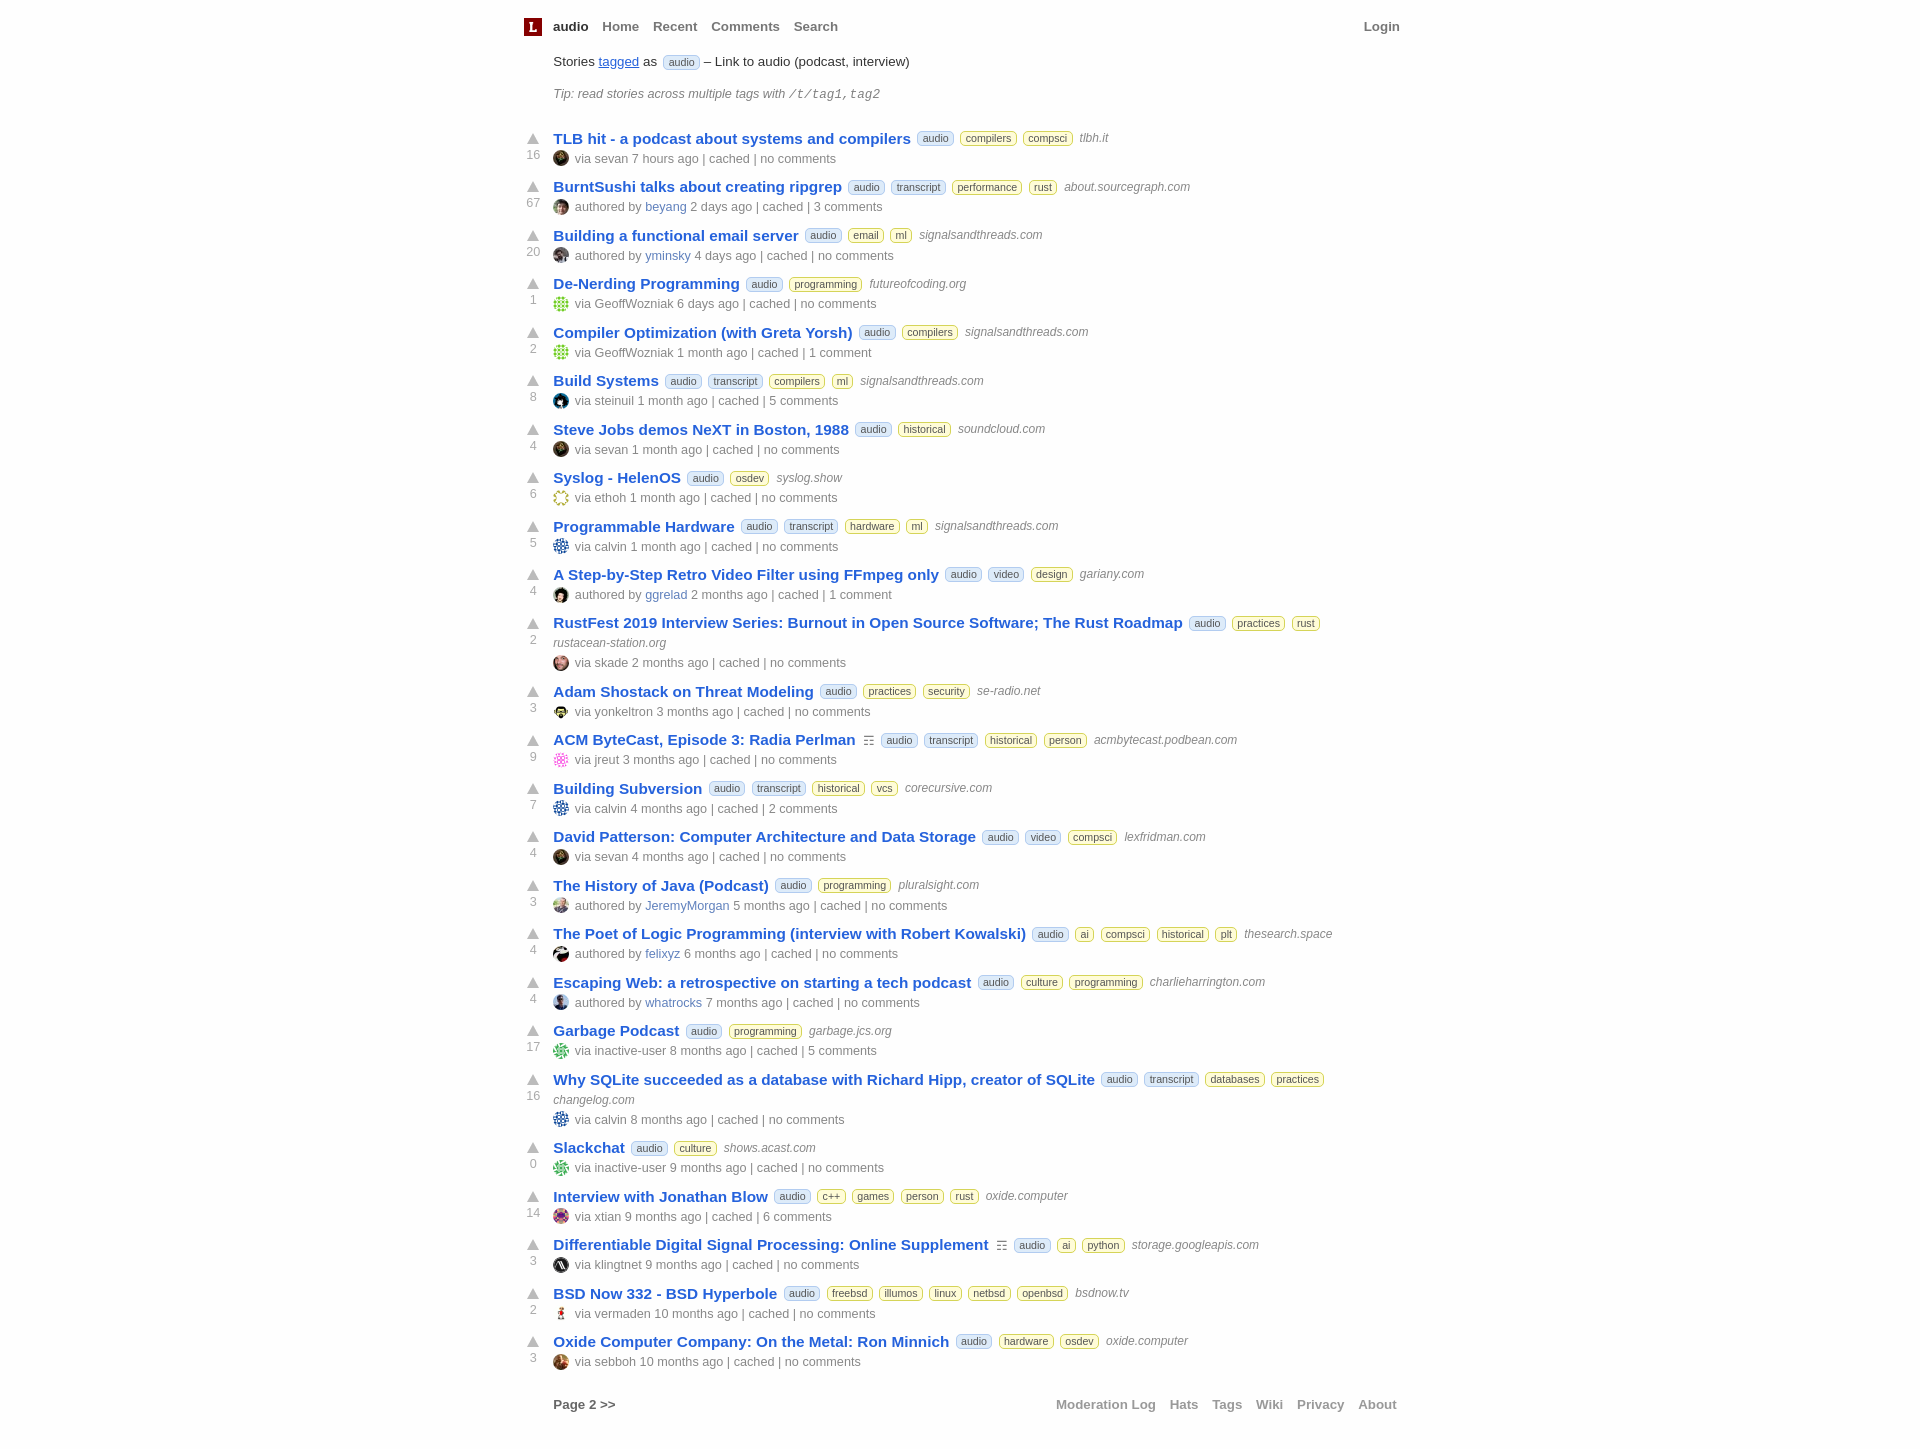 L audio Home Recent Comments Search Login
Stories tagged as audio – Link to audio (podcast, interview)
Tip: read stories across multiple tags with /t/tag1,tag2
TLB hit - a podcast about systems and compilers audio compilers compsci tlbh.it
16 via sevan 7 hours ago | cached | no comments
BurntSushi talks about creating ripgrep audio transcript performance rust about.sourcegraph.com
67 authored by beyang 2 days ago | cached | 3 comments
Building a functional email server audio email ml signalsandthreads.com
20 authored by yminsky 4 days ago | cached | no comments
De-Nerding Programming audio programming futureofcoding.org
1 via GeoffWozniak 6 days ago | cached | no comments
Compiler Optimization (with Greta Yorsh) audio compilers signalsandthreads.com
2 via GeoffWozniak 1 month ago | cached | 1 comment
Build Systems audio transcript compilers ml signalsandthreads.com
8 via steinuil 1 month ago | cached | 5 comments
Steve Jobs demos NeXT in Boston, 1988 audio historical soundcloud.com
4 via sevan 1 month ago | cached | no comments
Syslog - HelenOS audio osdev syslog.show
6 via ethoh 1 month ago | cached | no comments
Programmable Hardware audio transcript hardware ml signalsandthreads.com
5 via calvin 1 month ago | cached | no comments
A Step-by-Step Retro Video Filter using FFmpeg only audio video design gariany.com
4 authored by ggrelad 2 months ago | cached | 1 comment
RustFest 2019 Interview Series: Burnout in Open Source Software; The Rust Roadmap audio practices rust
2 rustacean-station.org
via skade 2 months ago | cached | no comments
Adam Shostack on Threat Modeling audio practices security se-radio.net
3 via yonkeltron 3 months ago | cached | no comments
ACM ByteCast, Episode 3: Radia Perlman ☶ audio transcript historical person acmbytecast.podbean.com
9 via jreut 3 months ago | cached | no comments
Building Subversion audio transcript historical vcs corecursive.com
7 via calvin 4 months ago | cached | 2 comments
David Patterson: Computer Architecture and Data Storage audio video compsci lexfridman.com
4 via sevan 4 months ago | cached | no comments
The History of Java (Podcast) audio programming pluralsight.com
3 authored by JeremyMorgan 5 months ago | cached | no comments
The Poet of Logic Programming (interview with Robert Kowalski) audio ai compsci historical plt thesearch.space
4 authored by felixyz 6 months ago | cached | no comments
Escaping Web: a retrospective on starting a tech podcast audio culture programming charlieharrington.com
4 authored by whatrocks 7 months ago | cached | no comments
Garbage Podcast audio programming garbage.jcs.org
17 via inactive-user 8 months ago | cached | 5 comments
Why SQLite succeeded as a database with Richard Hipp, creator of SQLite audio transcript databases practices
16 changelog.com
via calvin 8 months ago | cached | no comments
Slackchat audio culture shows.acast.com
0 via inactive-user 9 months ago | cached | no comments
Interview with Jonathan Blow audio c++ games person rust oxide.computer
14 via xtian 9 months ago | cached | 6 comments
Differentiable Digital Signal Processing: Online Supplement ☶ audio ai python storage.googleapis.com
3 via klingtnet 9 months ago | cached | no comments
BSD Now 332 - BSD Hyperbole audio freebsd illumos linux netbsd openbsd bsdnow.tv
2 via vermaden 10 months ago | cached | no comments
Oxide Computer Company: On the Metal: Ron Minnich audio hardware osdev oxide.computer
3 via sebboh 10 months ago | cached | no comments
Page 2 >> Moderation Log Hats Tags Wiki Privacy About